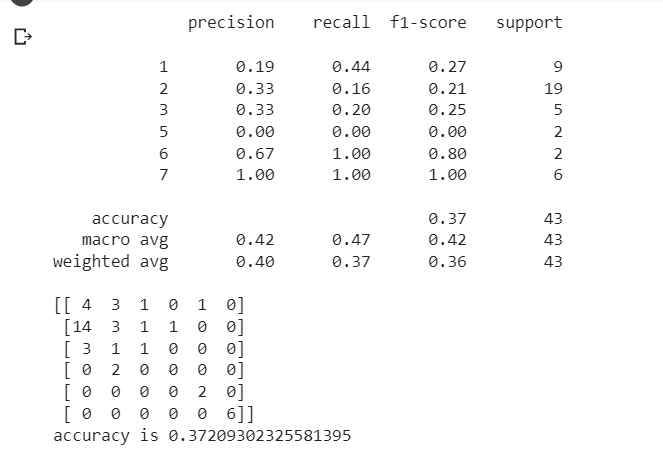 precision recall f1-score support
1 0.19 0.44 0.27 9
2 0.33 0.16 0.21 19
3 0.33 0.20 0.25 5
5 0.00 0.00 0.00 2
6 0.67 1.00 0.80 2
7 1.00 1.00 1.00 6
accuracy 0.37 43
macro avg 0.42 0.47 0.42 43
weighted avg 0.40 0.37 0.36 43
[[ 4 3 1 0 1 0]
[14 3 1 1 0 0]
[ 3 1 1 0 0 0]
[ 0 2 0 0 0 0]
[ 0 0 0 0 2 0]
[ 0 0 0 0 0 6]]
accuracy is 0.37209302325581395